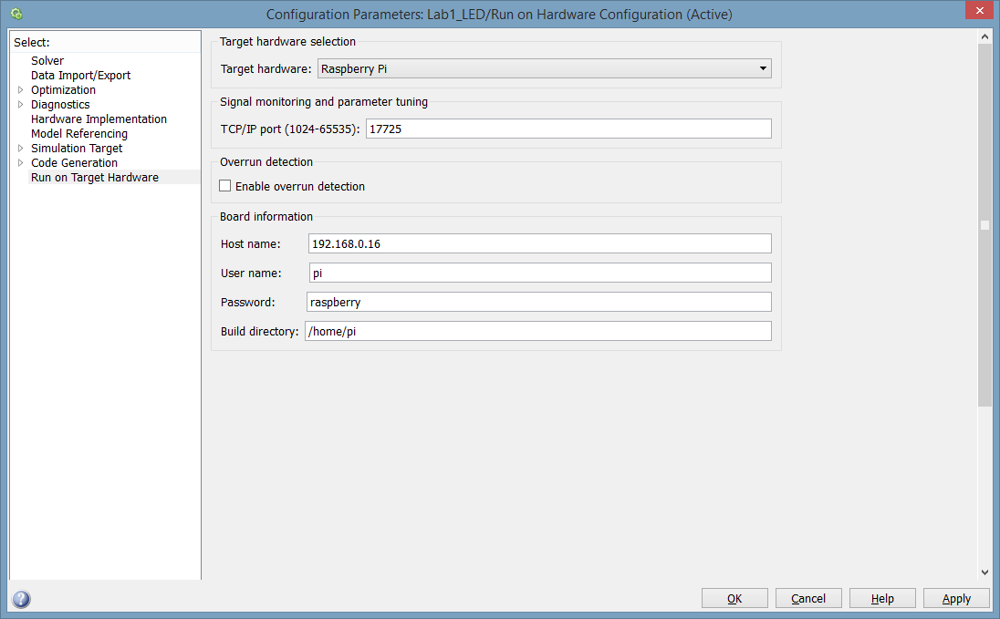 Configuration Parameters: Lab1_LED/Run on Hardware Configuration (Active)
Select:
Solver
Data Import/Export
Optimization
Diagnostics
Hardware Implementation
Model Referencing
Simulation Target
Code Generation
Run on Target Hardware
Target hardware selection
Target hardware: Raspberry Pi
Signal monitoring and parameter tuning
TCP/IP port (1024-65535): 17725
Overrun detection
Enable overrun detection
Board information
Host name: 192.168.0.16
User name: pi
Password: raspberry
Build directory: /home/pi
OK Cancel Help Apply